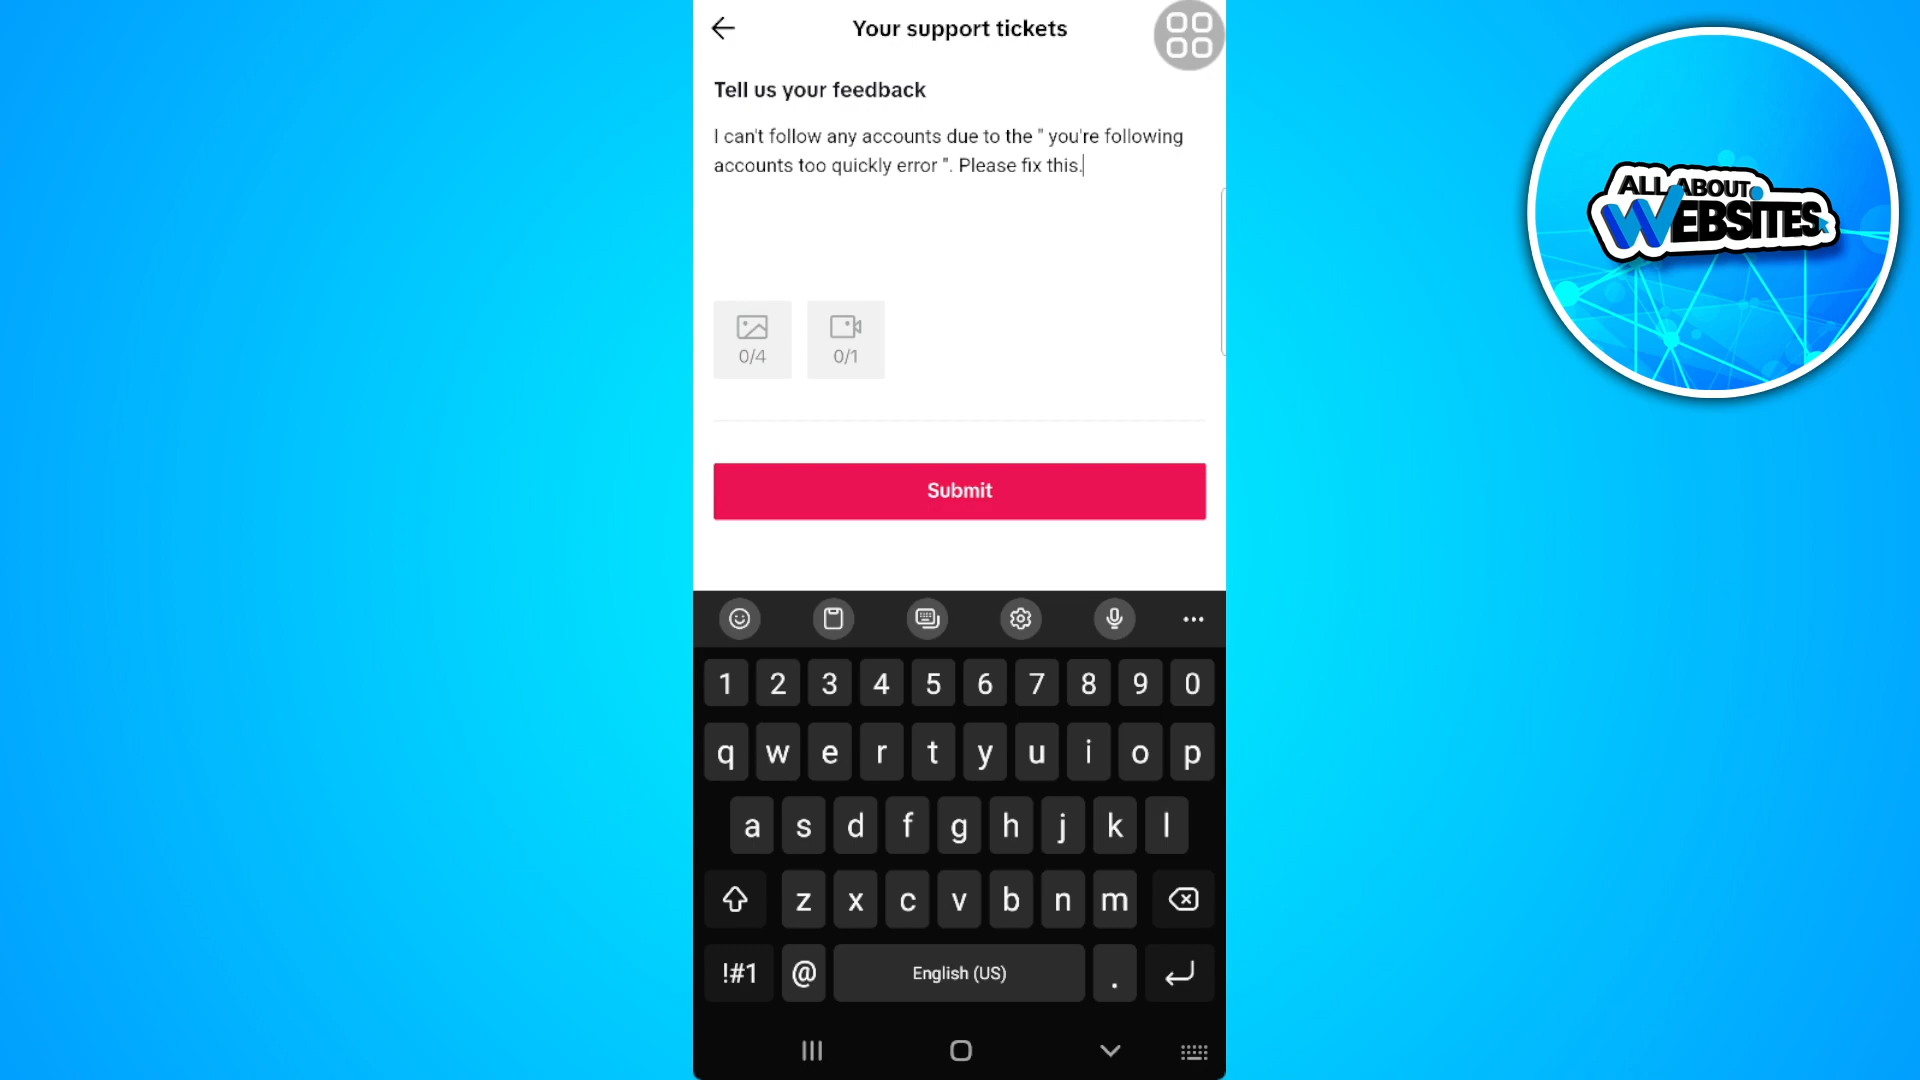 Your support tickets
Tell us your feedback
I can't follow any accounts due to the " you're following
accounts too quickly error ". Please fix this.
0/4 0/1
Submit
1 2 3 4 5 6 7 8 9 0
q w e r t y u i o p
a s d f g h j k l
z x c v b n m
!#1 @ English (US) .
ALL ABOUT
WEBSITES